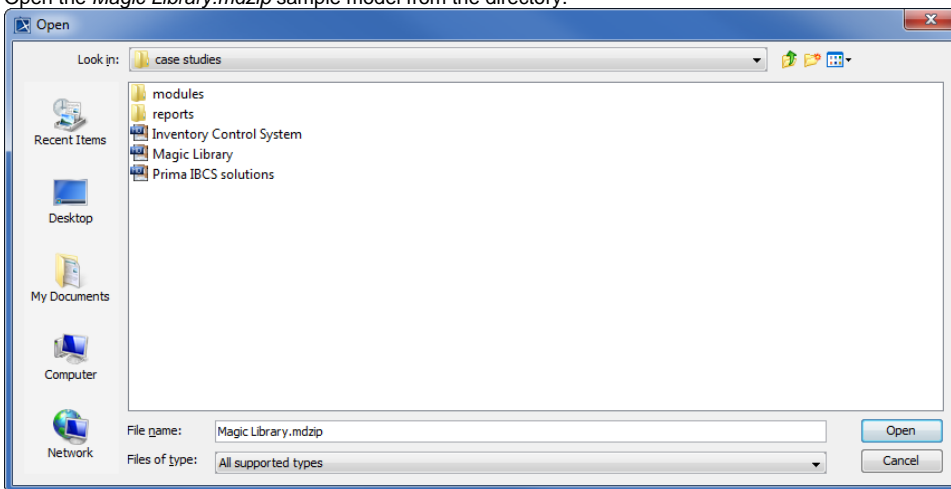 Open the Magic Library.mdzip sample model from the directory.
Open
Look in: case studies
modules
reports
Inventory Control System
Magic Library
Prima IBCS solutions
Recent Items
Desktop
My Documents
Computer
Network
File name: Magic Library.mdzip Open
Files of type: All supported types Cancel